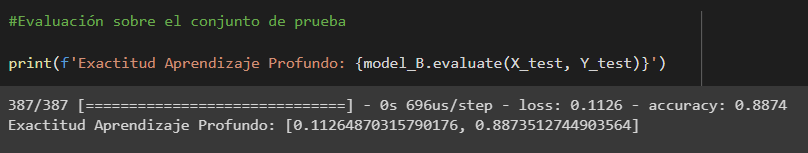 #Evaluación sobre el conjunto de prueba
print(f'Exactitud Aprendizaje Profundo: {model_B.evaluate(X_test, Y_test)}')
387/387 [==============================] - 0s 696us/step - loss: 0.1126 - accuracy: 0.8874
Exactitud Aprendizaje Profundo: [0.11264870315790176, 0.8873512744903564]